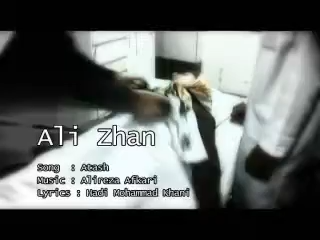 Ali Zhan
Song : Atash
Music : Alireza Afkari
Lyrics : Hadi Mohammad Khani